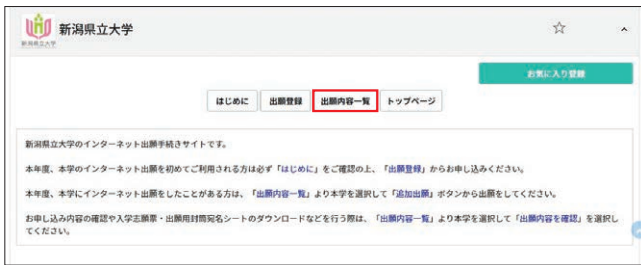 新潟県立大学
新潟県立大学
お気に入り登録
はじめに 出願登録 出願内容一覧 トップページ
新潟県立大学のインターネット出願手続きサイトです。
本年度、本学のインターネット出願を初めてご利用される方は必ず「はじめに」をご確認の上、「出願登録」からお申し込みください。
本年度、本学にインターネット出願をしたことがある方は、「出願内容一覧」より本学を選択して「追加出願」ボタンから出願をしてください。
お申し込み内容の確認や入学志願票・出願用封筒宛名シートのダウンロードなどを行う際は、「出願内容一覧」より本学を選択して「出願内容を確認」を選択し
てください。